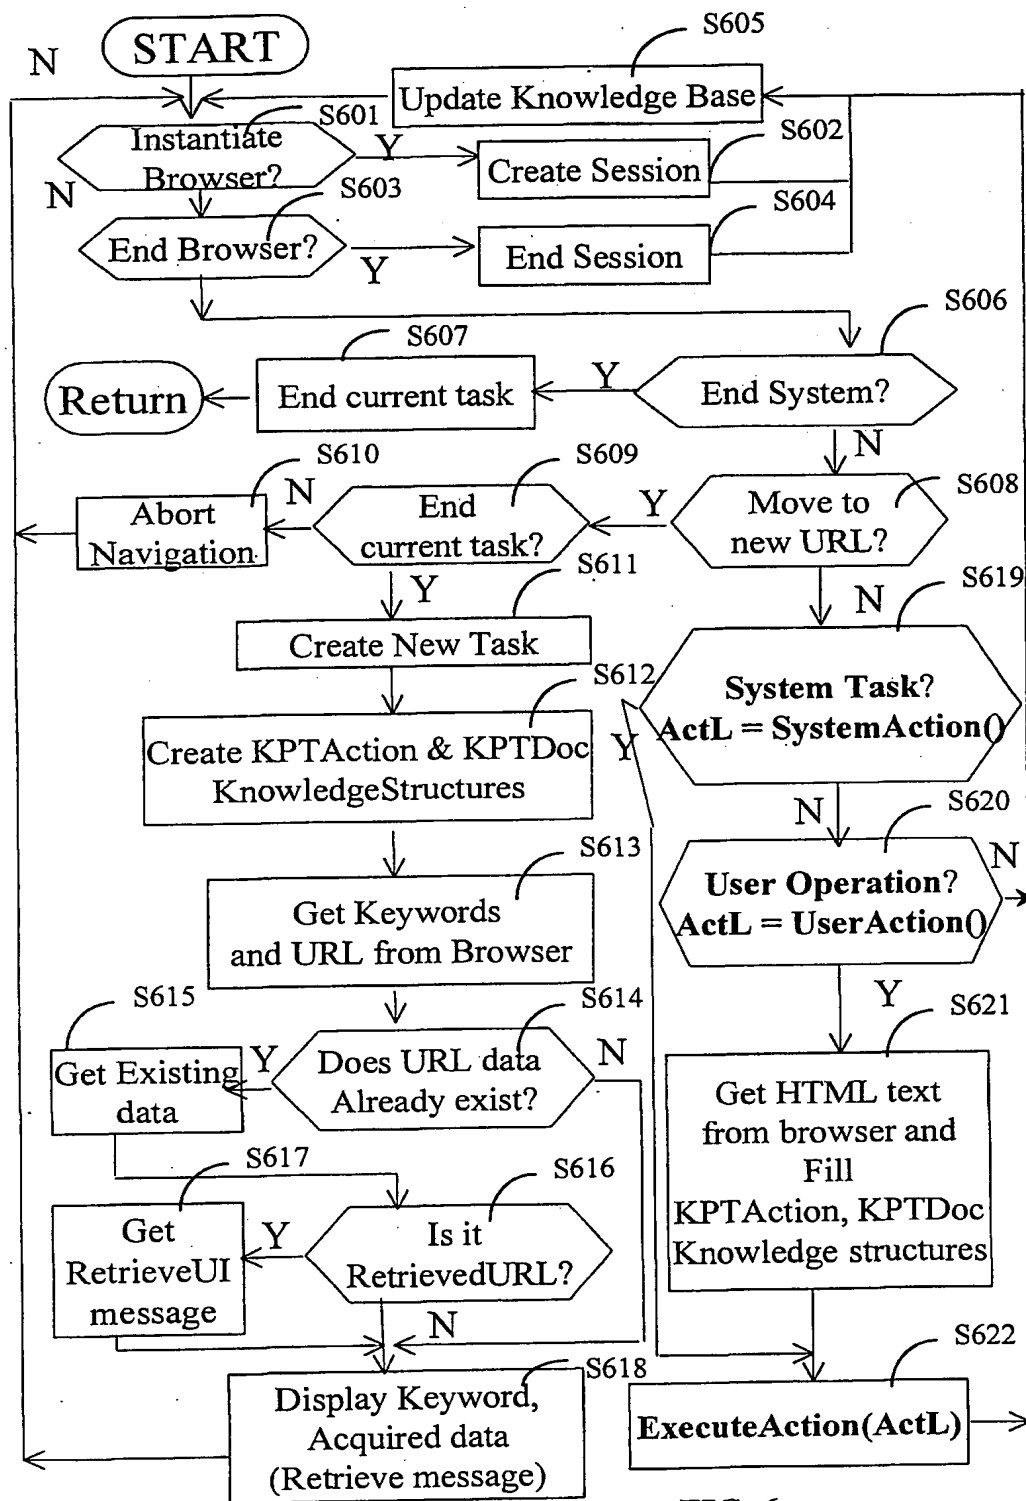 S605
START
N
Update Knowledge Base
S601
Instantiate
Browser?
Y
S602
Create Session
N
S603
S604
End Browser?
Y
End Session
S606
S607
Return
End current task
Y
End System?
N
S610
S609
S608
Abort
Navigation
N
End
current task?
Y
Move to
new URL?
S611
Y
N
S619
Create New Task
S612
System Task?
ActL = SystemAction()
Y
Create KPTAction & KPTDoc
KnowledgeStructures
N
S620
S613
User Operation?
ActL = UserAction()
N
Get Keywords
and URL from Browser
Y
S615
S614
S621
Get Existing
data
Y
Does URL data
Already exist?
N
Get HTML text
from browser and
Fill
KPTAction, KPTDoc
Knowledge structures
S617
S616
Get
RetrieveUI
message
Y
Is it
RetrievedURL?
N
S622
S618
Display Keyword,
Acquired data
(Retrieve message)
ExecuteAction(ActL)